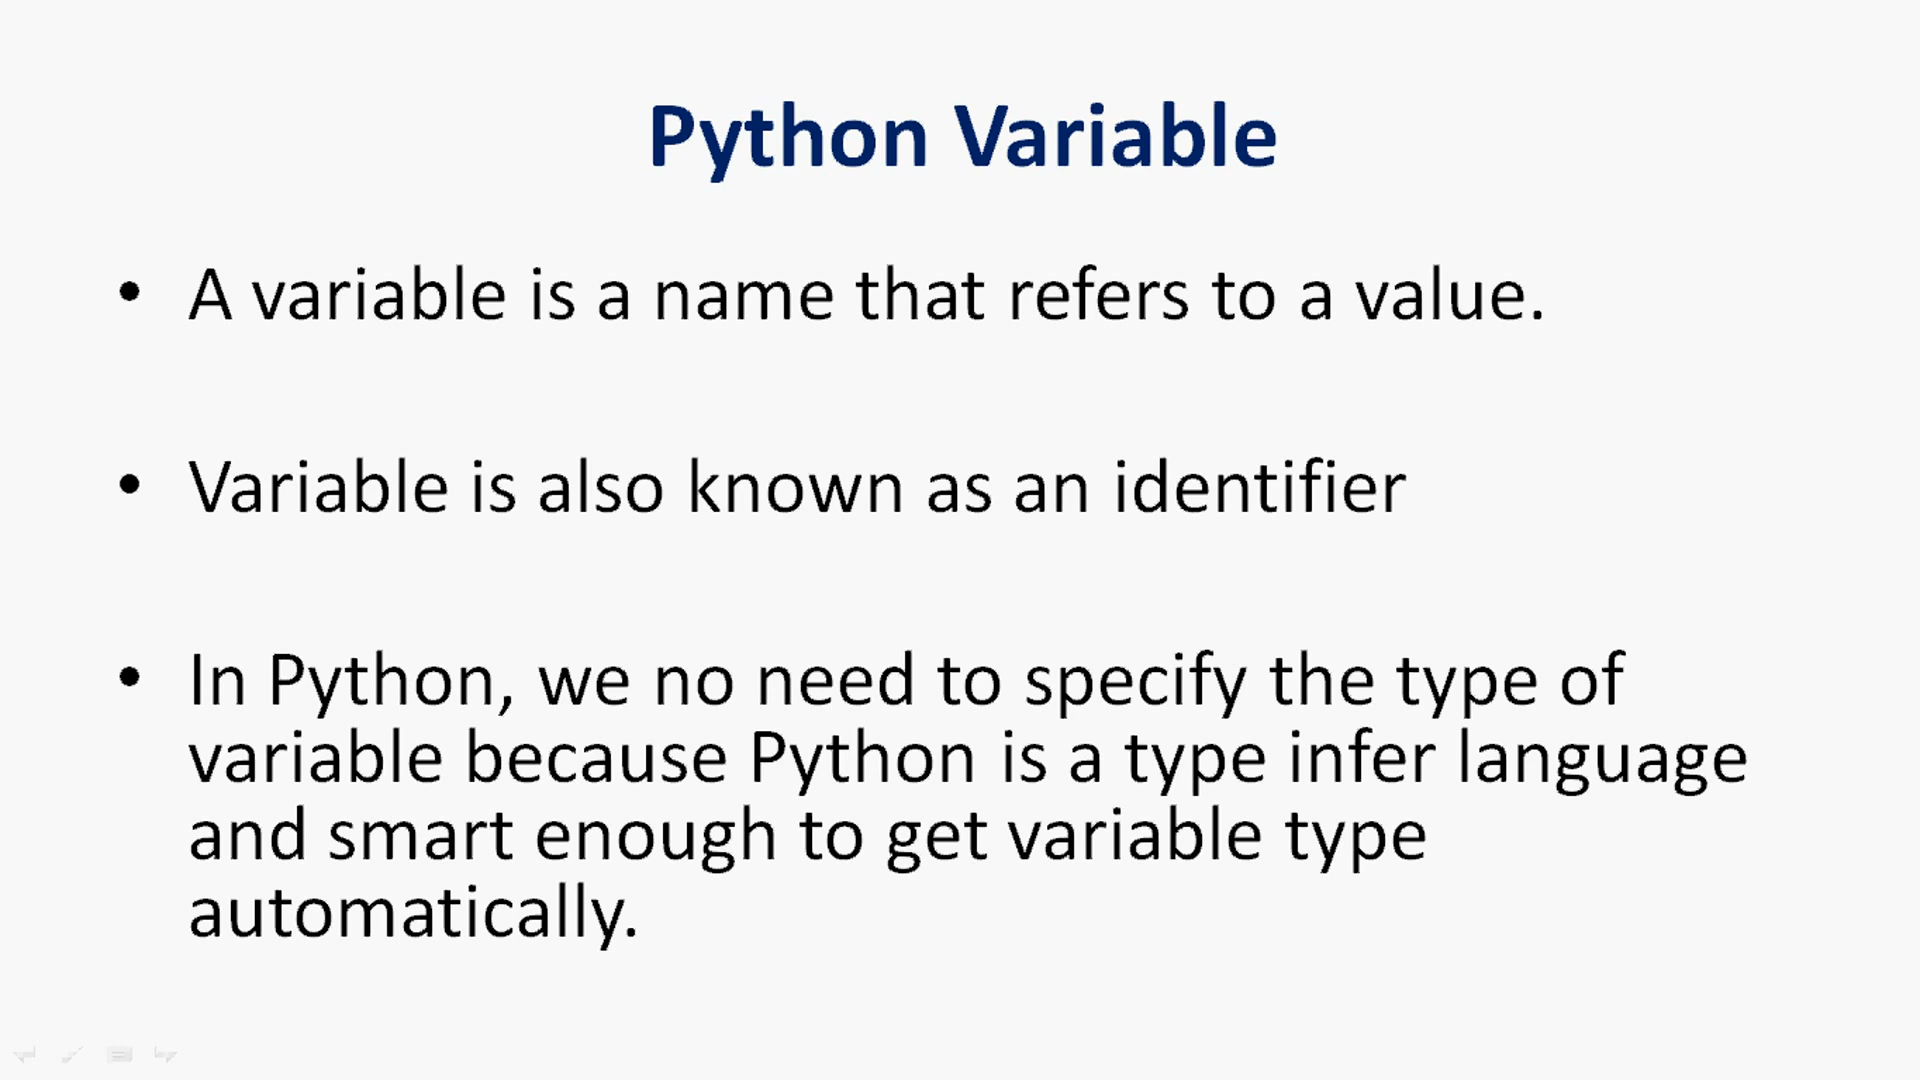 Python Variable
• A variable is a name that refers to a value.
• Variable is also known as an identifier
• In Python, we no need to specify the type of
variable because Python is a type infer language
and smart enough to get variable type
automatically.